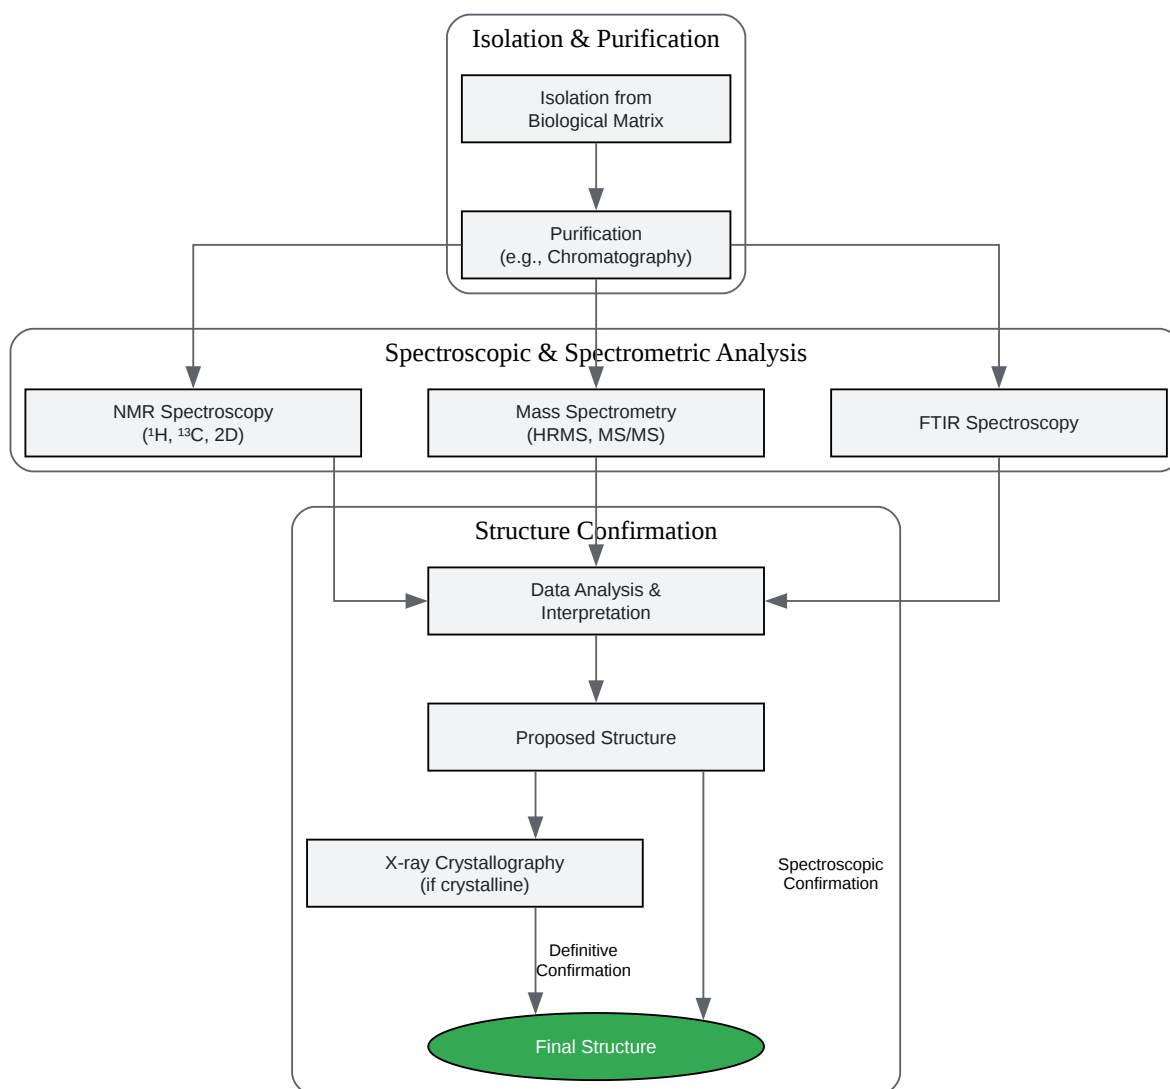 Isolation & Purification
Isolation from
Biological Matrix
Purification
(e.g., Chromatography)
Spectroscopic & Spectrometric Analysis
NMR Spectroscopy
(¹H, ¹³C, 2D)
Mass Spectrometry
(HRMS, MS/MS)
FTIR Spectroscopy
Structure Confirmation
Data Analysis &
Interpretation
Proposed Structure
X-ray Crystallography
(if crystalline)
Spectroscopic
Confirmation
Definitive
Confirmation
Final Structure